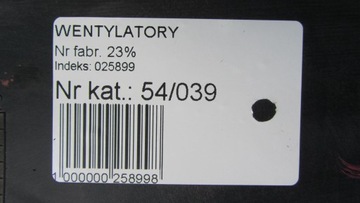 WENTYLATORY
Nr fabr. 23%
Indeks: 025899
Nr kat.: 54/039
1 000000 258998